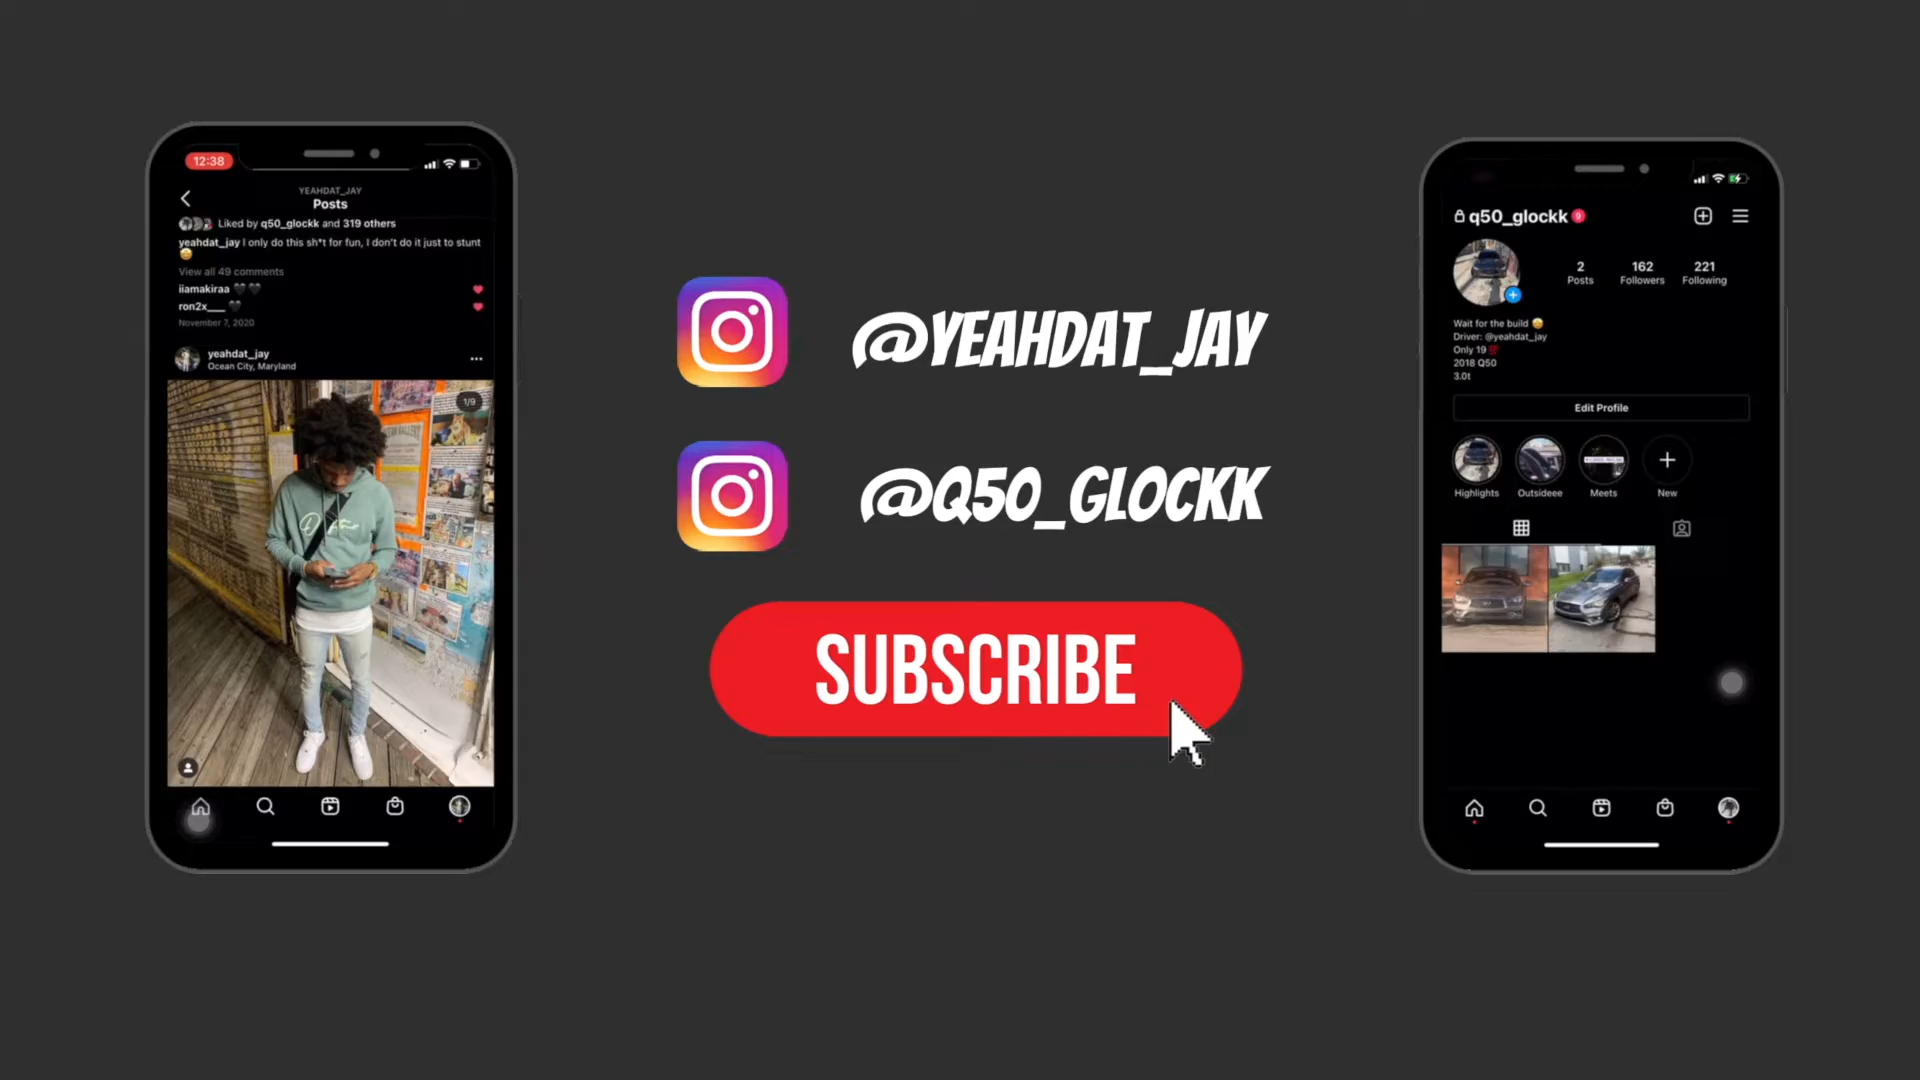 12:38
YEAHDAT_JAY
Posts
Liked by q50_glockk and 319 others
yeahdat_jay I only do this sh*t for fun, I don't do it just to stunt
View all 49 comments
iiamakiraa
ron2x___
November 7, 2020
yeahdat_jay
Ocean City, Maryland
1/9
@YEAHDAT_JAY
@Q50_GLOCKK
SUBSCRIBE
q50_glockk 9
2 162 221
Posts Followers Following
Wait for the build
Driver: @yeahdat_jay
Only 19
2018 Q50
3.0t
Edit Profile
Highlights Outsideee Meets New